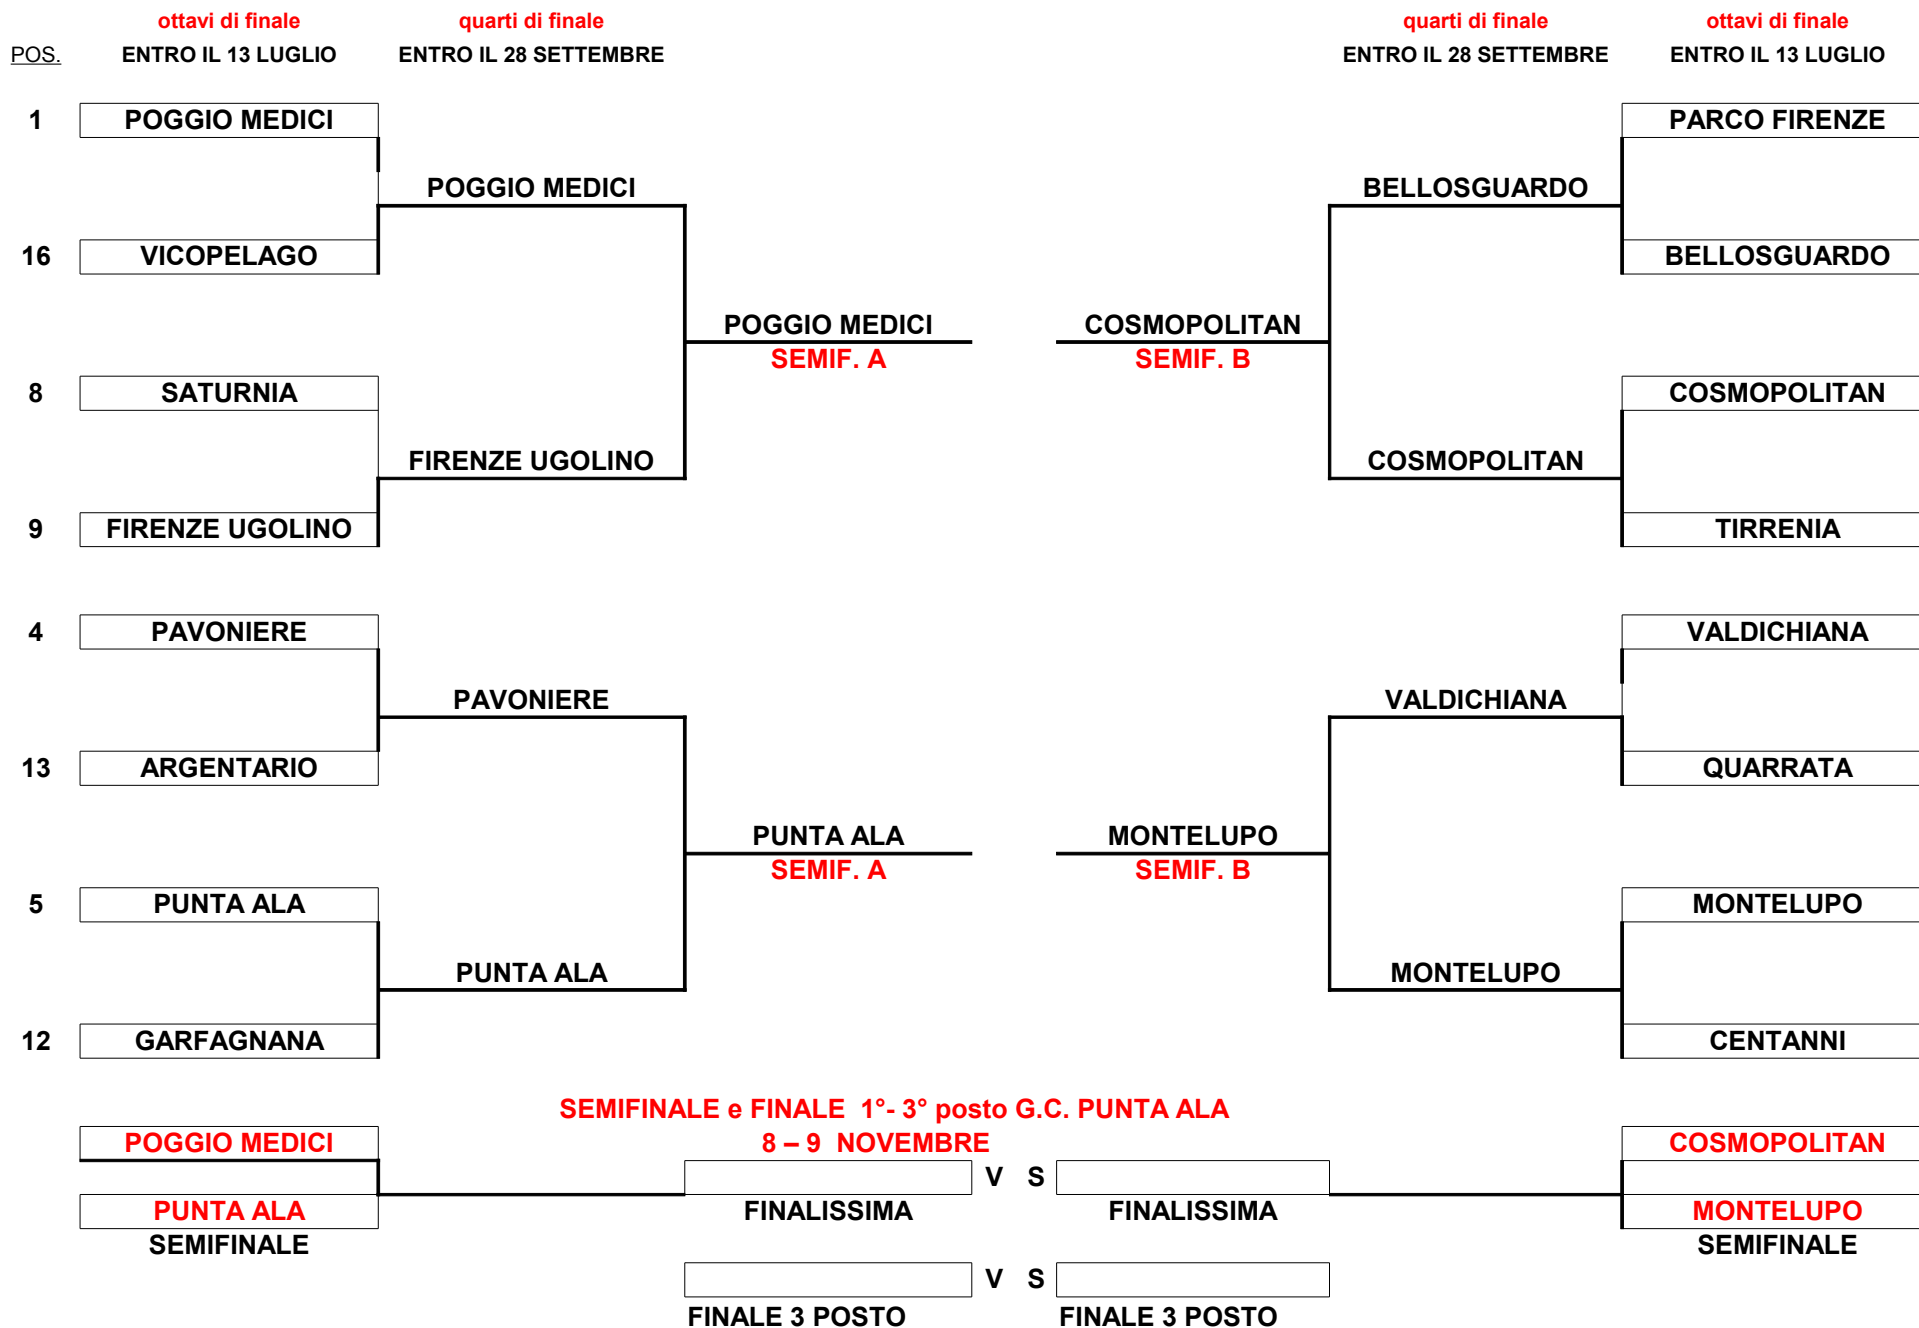 ottavi di finale quarti di finale quarti di finale ottavi di finale
POS. ENTRO IL 13 LUGLIO ENTRO IL 28 SETTEMBRE ENTRO IL 28 SETTEMBRE ENTRO IL 13 LUGLIO
1 POGGIO MEDICI PARCO FIRENZE
POGGIO MEDICI BELLOSGUARDO
16 VICOPELAGO BELLOSGUARDO
POGGIO MEDICI COSMOPOLITAN
SEMIF. A SEMIF. B
8 SATURNIA COSMOPOLITAN
FIRENZE UGOLINO COSMOPOLITAN
9 FIRENZE UGOLINO TIRRENIA
4 PAVONIERE VALDICHIANA
PAVONIERE VALDICHIANA
13 ARGENTARIO QUARRATA
PUNTA ALA MONTELUPO
SEMIF. A SEMIF. B
5 PUNTA ALA MONTELUPO
PUNTA ALA MONTELUPO
12 GARFAGNANA CENTANNI
SEMIFINALE e FINALE 1°- 3° posto G.C. PUNTA ALA
POGGIO MEDICI 8 – 9 NOVEMBRE COSMOPOLITAN
V S
PUNTA ALA FINALISSIMA FINALISSIMA MONTELUPO
SEMIFINALE SEMIFINALE
V S
FINALE 3 POSTO FINALE 3 POSTO